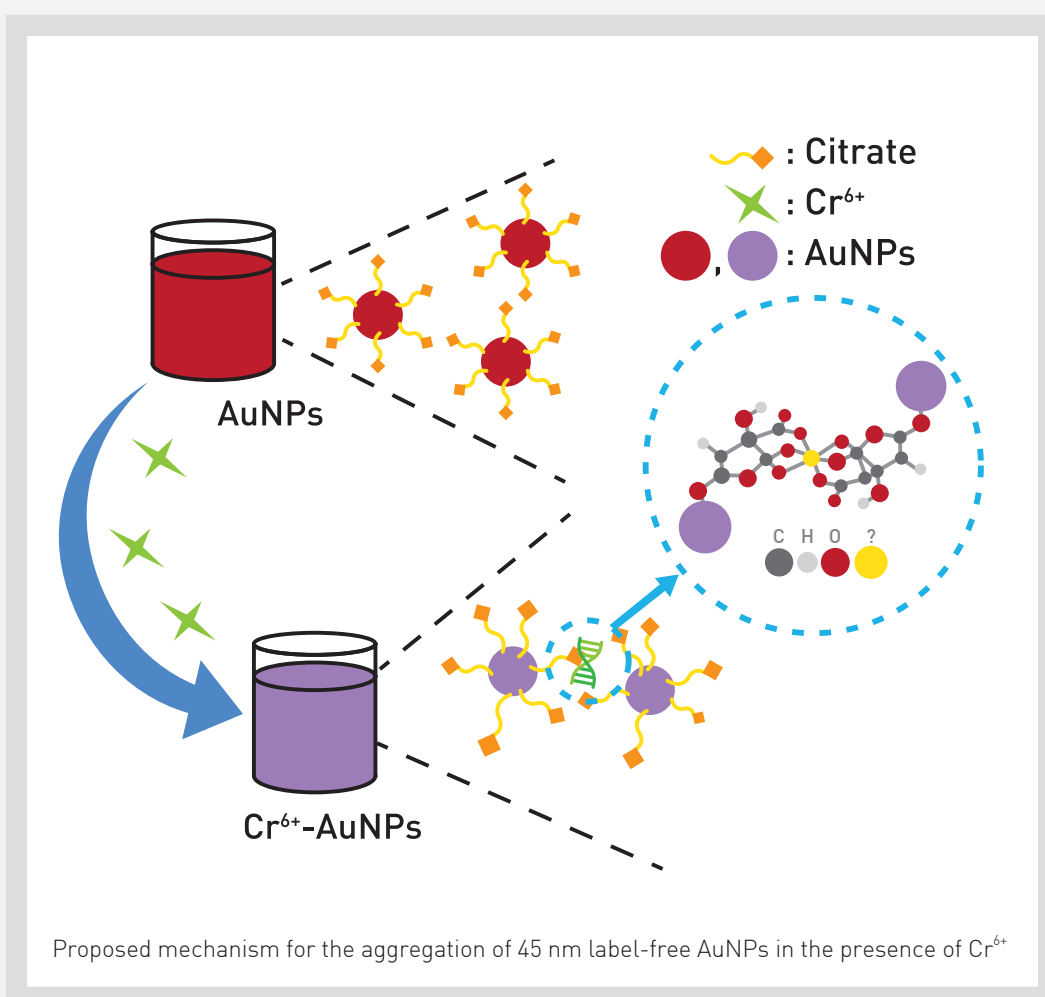 : Citrate
: Cr⁶⁺
, : AuNPs
AuNPs
C H O ?
Cr⁶⁺-AuNPs
Proposed mechanism for the aggregation of 45 nm label-free AuNPs in the presence of Cr⁶⁺